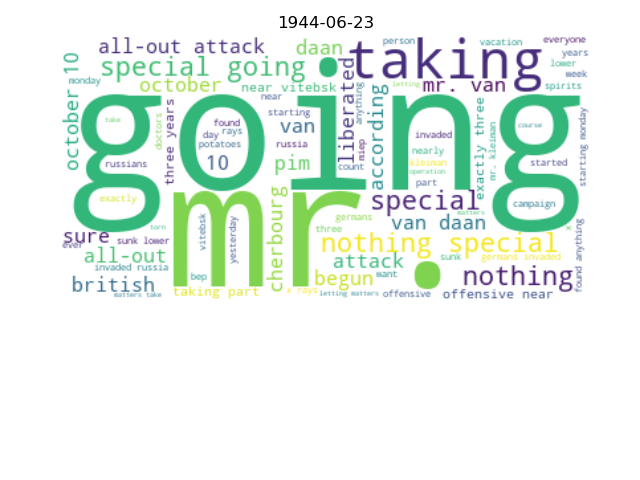 1944-06-23
all-out attack
daan
taking
person
vacation
everyone
special going
years
lower
october 10
october
near vitebsk
liberated
mr. van
week
monday
spirits
going
take
doctors
three years
near
starting
anything
letting
according
found
day
rays
van
invaded
exactly three
course
starting monday
potatoes
russia
miep
nearly
mr. kleiman
started
russians
10
pim
count
kleiman
operation
part
exactly
mr.
special
campaign
matters
torn
cherbourg
germans
van daan
x
sure
sunk lower
vitebsk
yesterday
three
nothing special
ever
all-out
attack
sunk
germans invaded
found anything
invaded russia
bep
begun
want
nothing
british
matters take
taking part
x rays
letting matters
offensive
offensive near